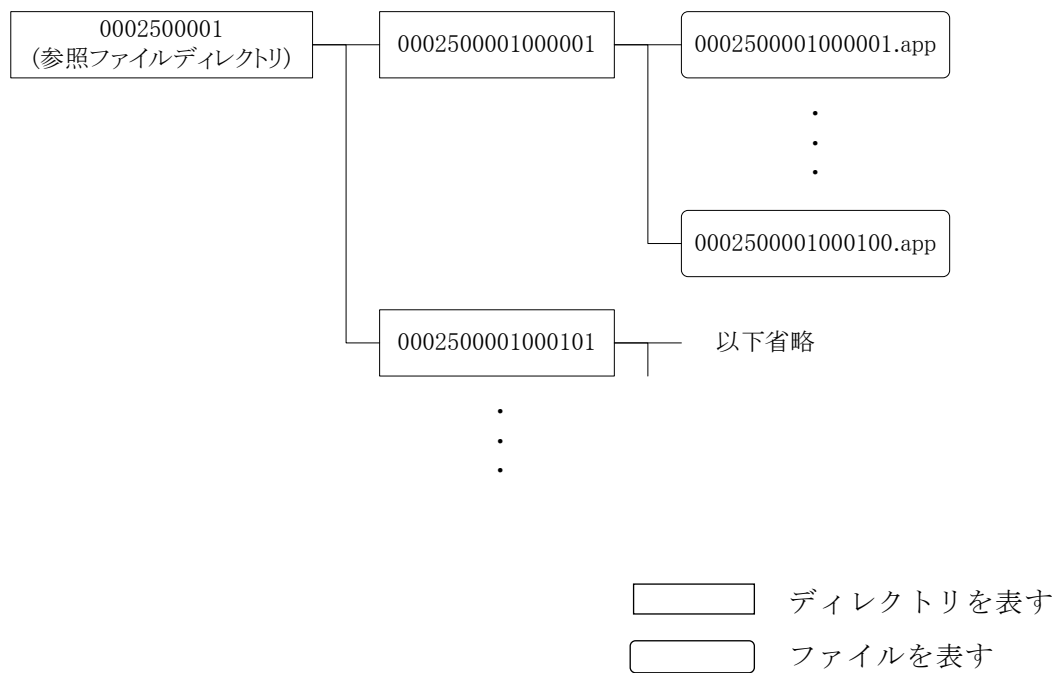 0002500001
(参照ファイルディレクトリ)
0002500001000001
0002500001000001.app
・
・
・
0002500001000100.app
0002500001000101
以下省略
・
・
・
ディレクトリを表す
ファイルを表す